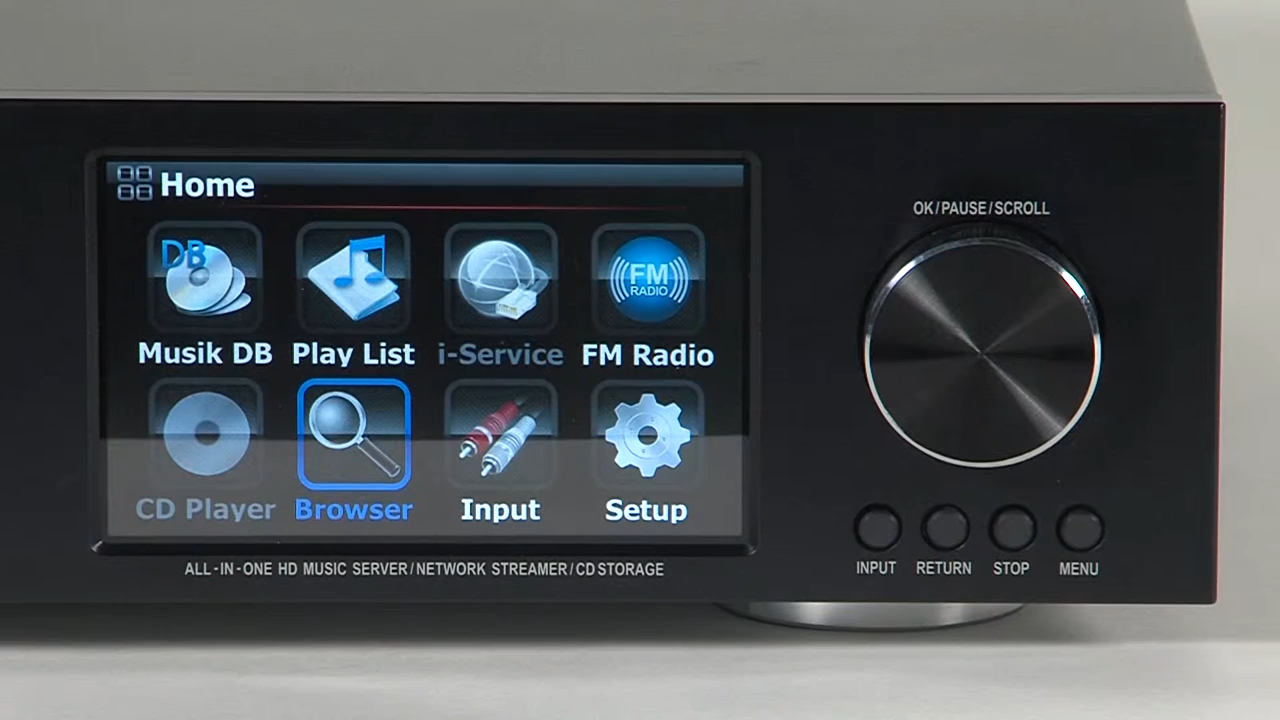 Home
OK/PAUSE/SCROLL
DB
FM
RADIO
Musik DB Play List i-Service FM Radio
CD Player Browser Input Setup
ALL-IN-ONE HD MUSIC SERVER/NETWORK STREAMER/CD STORAGE
INPUT RETURN STOP MENU